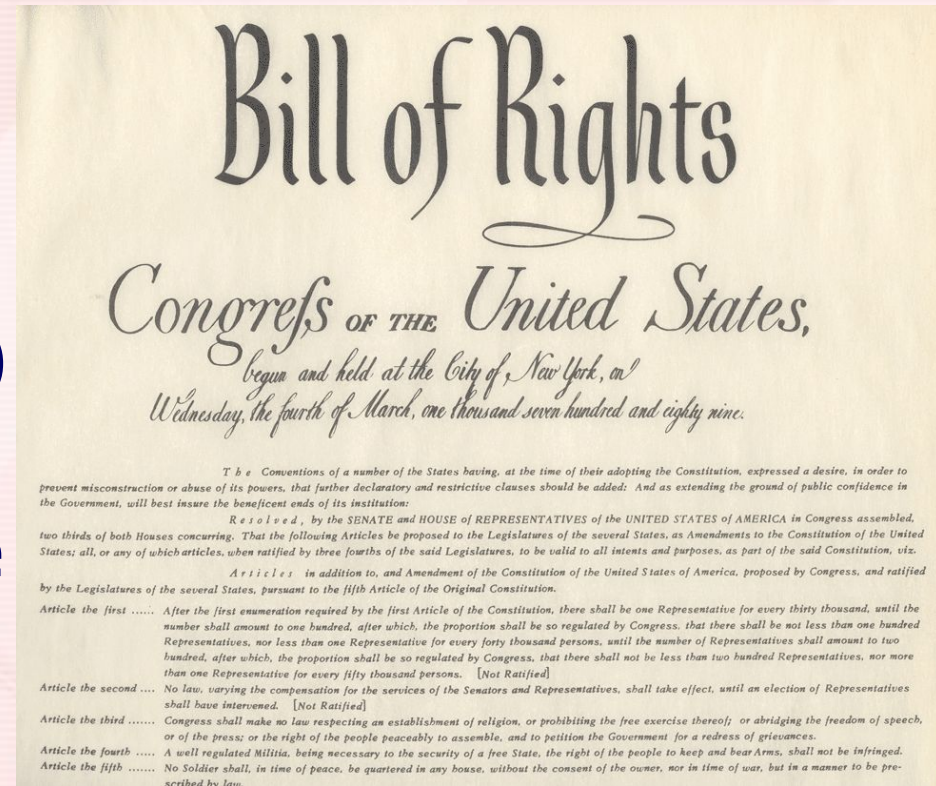 Bill of Rights
Congreſs OF THE United States,
begun and held at the City of New York, on
Wednesday, the fourth of March, one thousand seven hundred and eighty nine.
The Conventions of a number of the States having, at the time of their adopting the Constitution, expressed a desire, in order to
prevent misconstruction or abuse of its powers, that further declaratory and restrictive clauses should be added: And as extending the ground of public confidence in
the Government, will best insure the beneficent ends of its institution:
Resolved, by the SENATE and HOUSE of REPRESENTATIVES of the UNITED STATES of AMERICA in Congress assembled,
two thirds of both Houses concurring. That the following Articles be proposed to the Legislatures of the several States, as Amendments to the Constitution of the United
States; all, or any of which articles, when ratified by three fourths of the said Legislatures, to be valid to all intents and purposes, as part of the said Constitution, viz.
Articles in addition to, and Amendment of the Constitution of the United States of America, proposed by Congress, and ratified
by the Legislatures of the several States, pursuant to the fifth Article of the Original Constitution.
Article the first ...... After the first enumeration required by the first Article of the Constitution, there shall be one Representative for every thirty thousand, until the
number shall amount to one hundred, after which, the proportion shall be so regulated by Congress, that there shall be not less than one hundred
Representatives, nor less than one Representative for every forty thousand persons, until the number of Representatives shall amount to two
hundred, after which, the proportion shall be so regulated by Congress, that there shall not be less than two hundred Representatives, nor more
than one Representative for every fifty thousand persons. [Not Ratified]
Article the second .... No law, varying the compensation for the services of the Senators and Representatives, shall take effect, until an election of Representatives
shall have intervened. [Not Ratified]
Article the third ....... Congress shall make no law respecting an establishment of religion, or prohibiting the free exercise thereof; or abridging the freedom of speech,
or of the press; or the right of the people peaceably to assemble, and to petition the Government for a redress of grievances.
Article the fourth ..... A well regulated Militia, being necessary to the security of a free State, the right of the people to keep and bear Arms, shall not be infringed.
Article the fifth ....... No Soldier shall, in time of peace, be quartered in any house, without the consent of the owner, nor in time of war, but in a manner to be pre-
scribed by law.